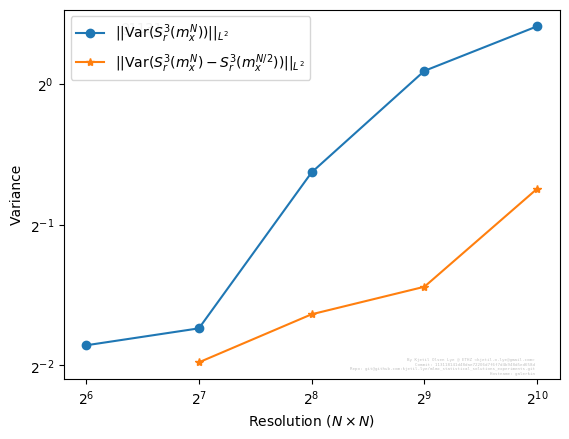 ||Var(S_r^3(m_x^N))||_{L^2}
||Var(S_r^3(m_x^N) − S_r^3(m_x^{N/2}))||_{L^2}
Variance
2^0
2^{-1}
2^{-2}
2^6
2^7
2^8
2^9
2^{10}
Resolution (N × N)